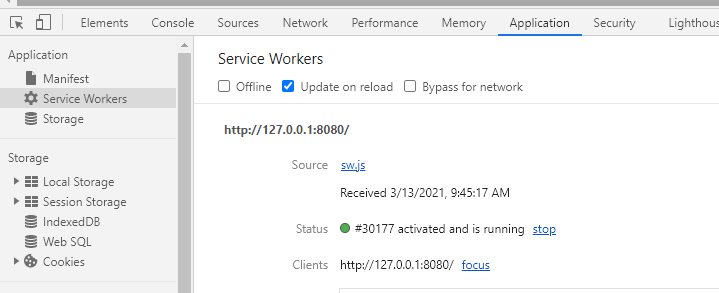 Elements Console Sources Network Performance Memory Application Security Lighthous
Application
Manifest
Service Workers
Storage
Storage
Local Storage
Session Storage
IndexedDB
Web SQL
Cookies
Service Workers
Offline Update on reload Bypass for network
http://127.0.0.1:8080/
Source sw.js
Received 3/13/2021, 9:45:17 AM
Status #30177 activated and is running stop
Clients http://127.0.0.1:8080/ focus